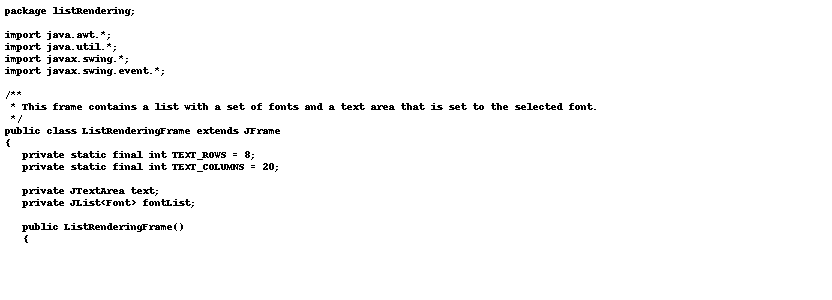 package listRendering;
import java.awt.*;
import java.util.*;
import javax.swing.*;
import javax.swing.event.*;
/**
 * This frame contains a list with a set of fonts and a text area that is set to the selected font.
 */
public class ListRenderingFrame extends JFrame
{
   private static final int TEXT_ROWS = 8;
   private static final int TEXT_COLUMNS = 20;
   private JTextArea text;
   private JList<Font> fontList;
   public ListRenderingFrame()
   {